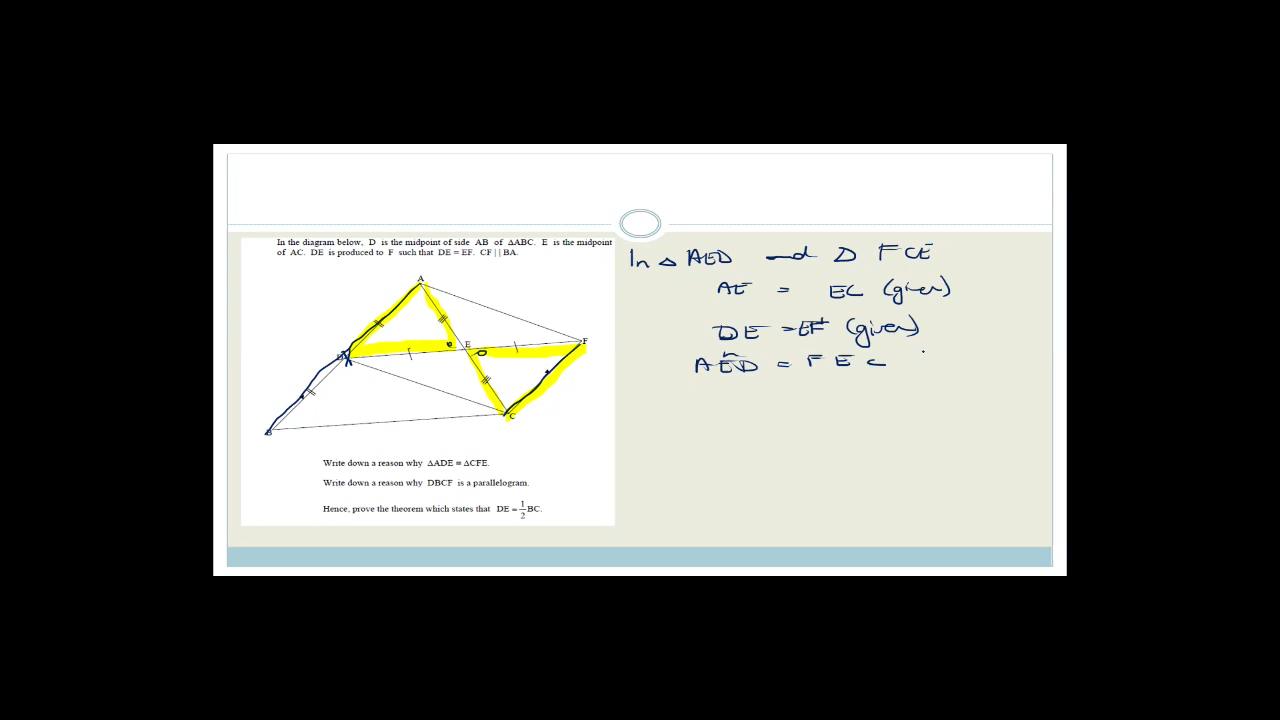 In the diagram below, D is the midpoint of side AB of ΔABC. E is the midpoint
of AC. DE is produced to F such that DE = EF. CF || BA.
A
D
E
F
C
B
Write down a reason why ΔADE ≡ ΔCFE.
Write down a reason why DBCF is a parallelogram.
Hence, prove the theorem which states that DE = 1/2 BC.
In Δ AED and Δ FCE
AE = EC (given)
DE = EF (given)
AÊD = F E C